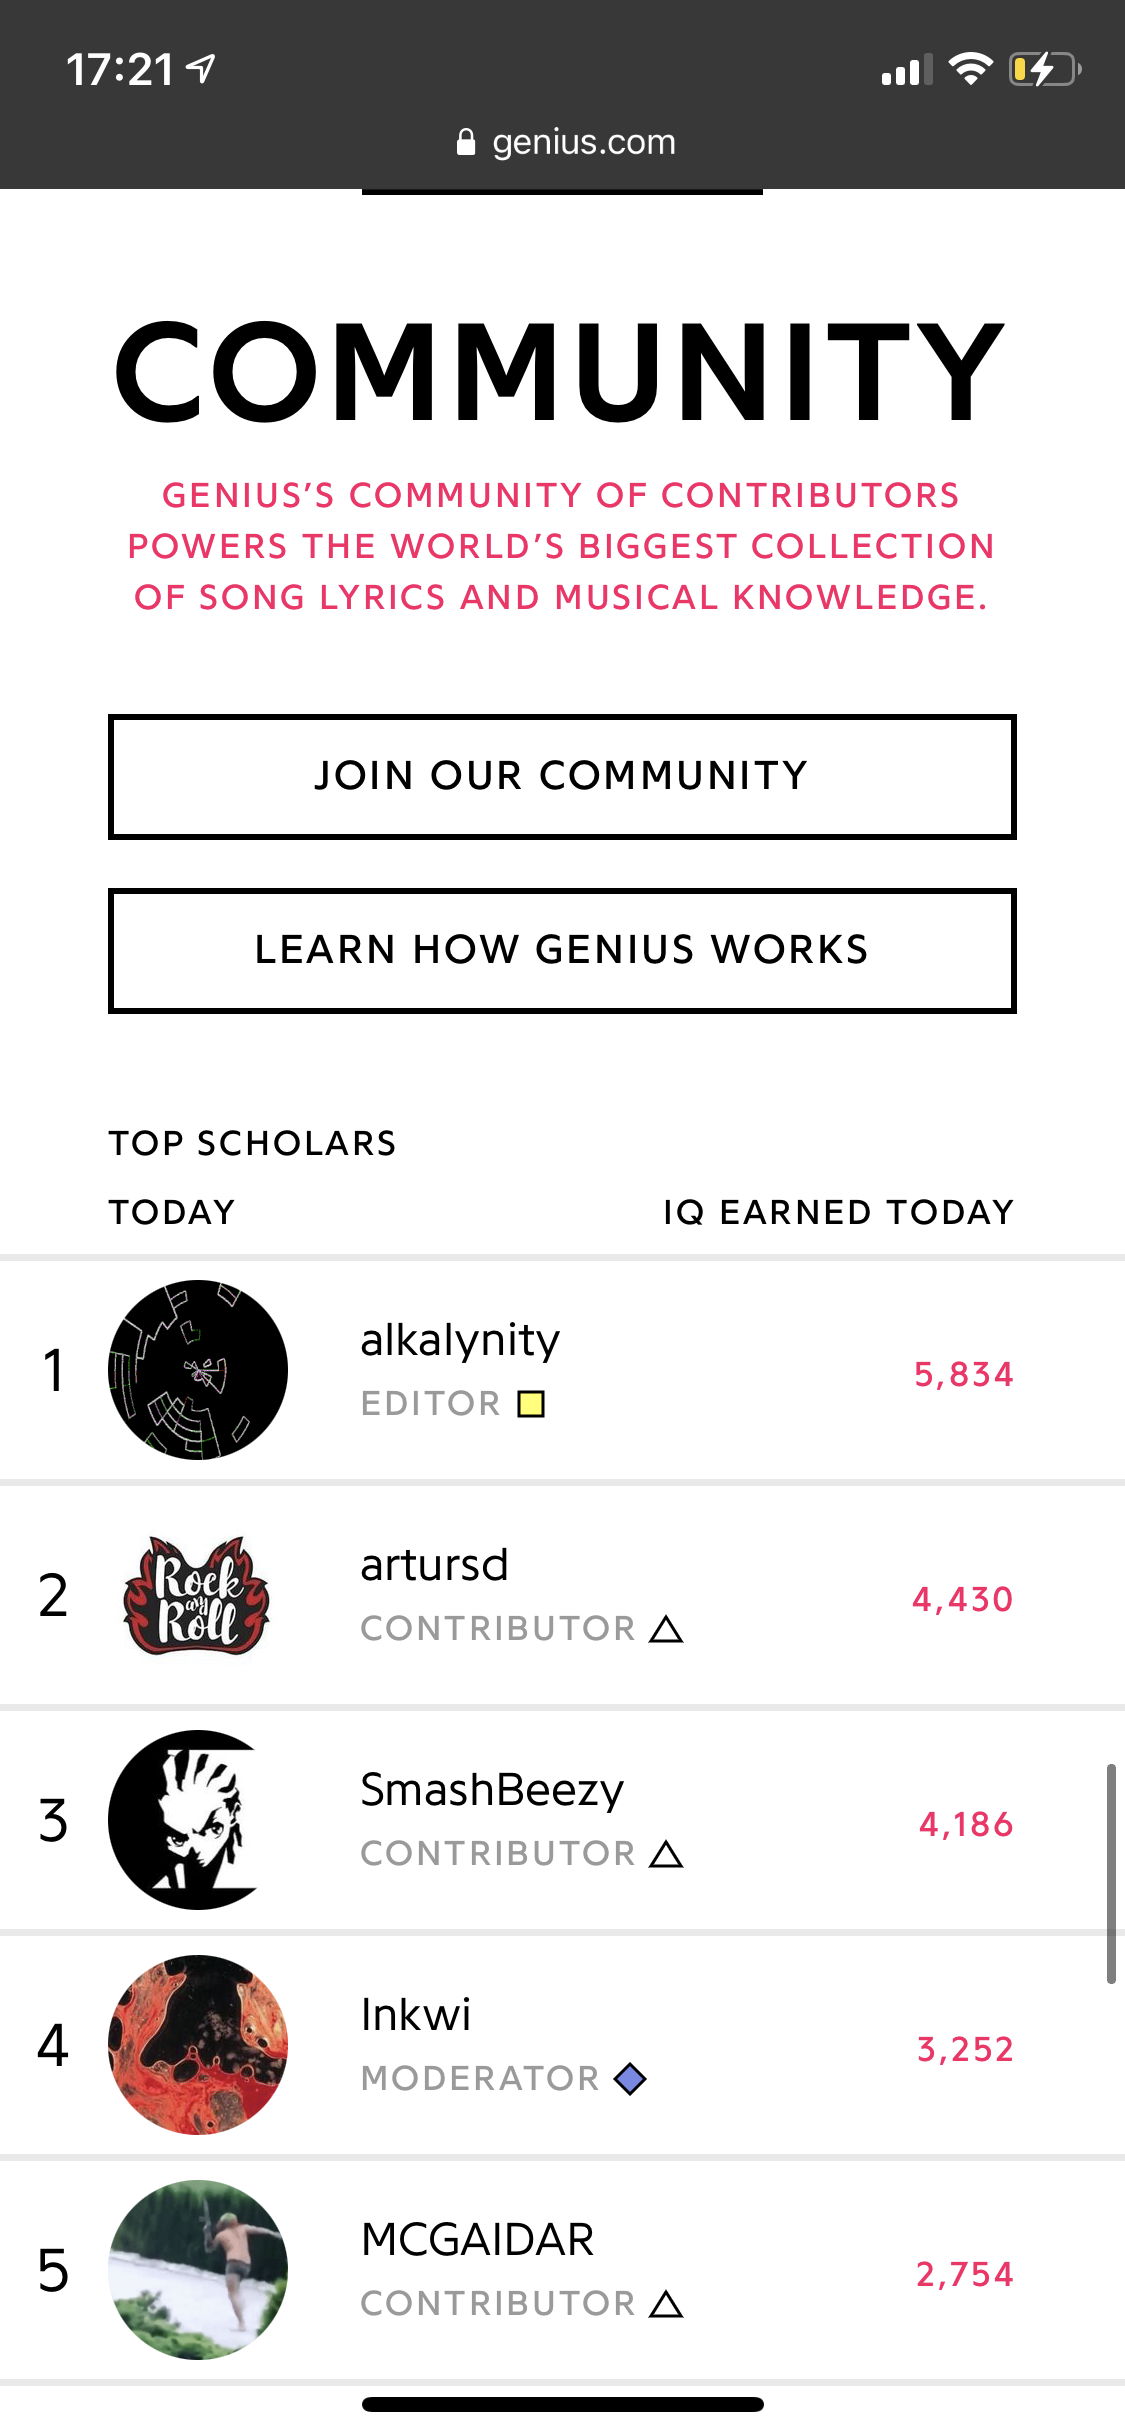 17:21
genius.com
COMMUNITY
GENIUS’S COMMUNITY OF CONTRIBUTORS
POWERS THE WORLD’S BIGGEST COLLECTION
OF SONG LYRICS AND MUSICAL KNOWLEDGE.
JOIN OUR COMMUNITY
LEARN HOW GENIUS WORKS
TOP SCHOLARS
TODAY IQ EARNED TODAY
1 alkalynity 5,834
EDITOR
2 artursd 4,430
CONTRIBUTOR
Rock
any
Roll
3 SmashBeezy 4,186
CONTRIBUTOR
4 Inkwi 3,252
MODERATOR
5 MCGAIDAR 2,754
CONTRIBUTOR